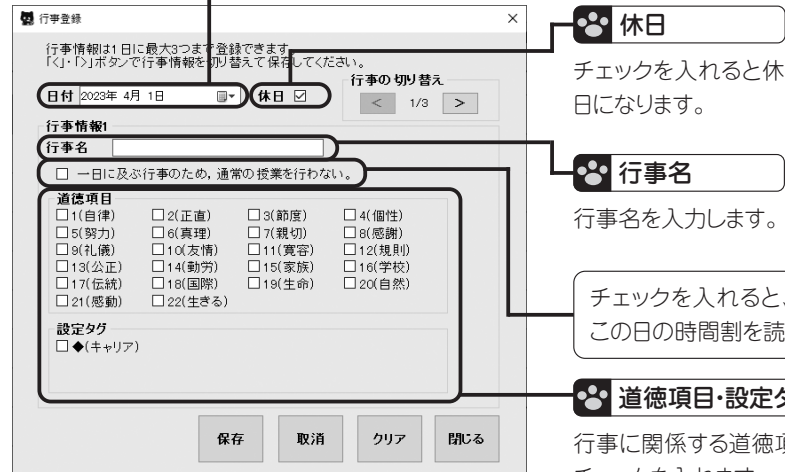 行事登録
行事情報は1日に最大3つまで登録できます。
「<」・「>」ボタンで行事情報を切り替えて保存してください。
日付 2023年 4月 1日
休日
行事の切り替え
< 1/3 >
行事情報1
行事名
一日に及ぶ行事のため，通常の授業を行わない。
道徳項目
1(自律) 2(正直) 3(節度) 4(個性)
5(努力) 6(真理) 7(親切) 8(感謝)
9(礼儀) 10(友情) 11(寛容) 12(規則)
13(公正) 14(勤労) 15(家族) 16(学校)
17(伝統) 18(国際) 19(生命) 20(自然)
21(感動) 22(生きる)
設定タグ
◆(キャリア)
保存 取消 クリア 閉じる
休日
チェックを入れると休
日になります。
行事名
行事名を入力します。
チェックを入れると、
この日の時間割を読
道徳項目・設定タ
行事に関係する道徳項